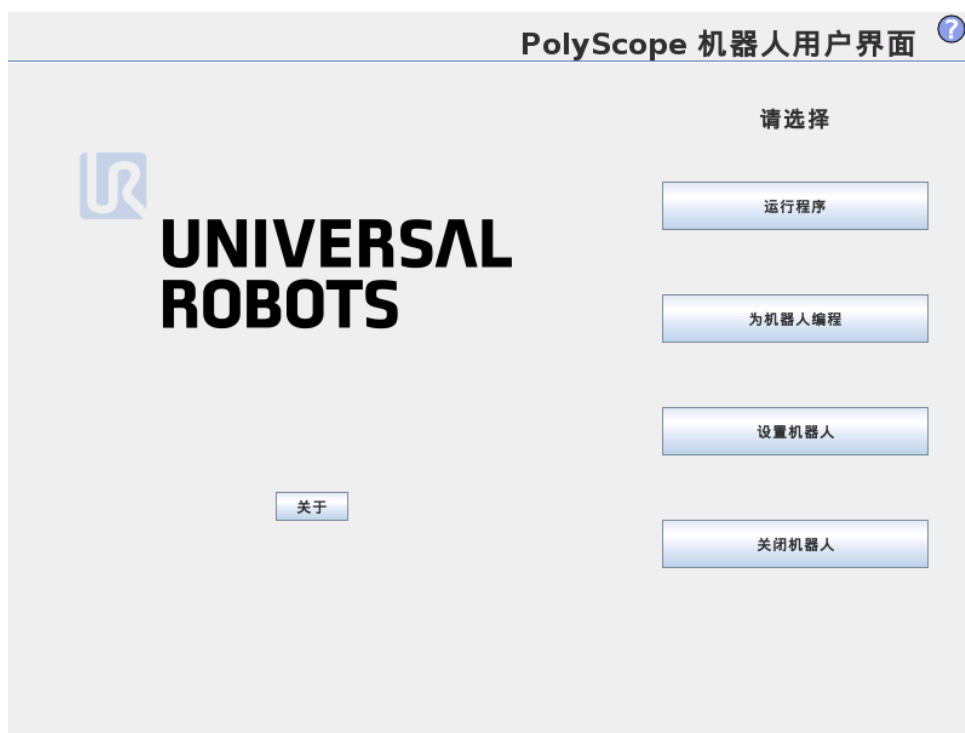 PolyScope 机器人用户界面
?
请选择
UR
UNIVERSAL
ROBOTS
运行程序
为机器人编程
设置机器人
关于
关闭机器人